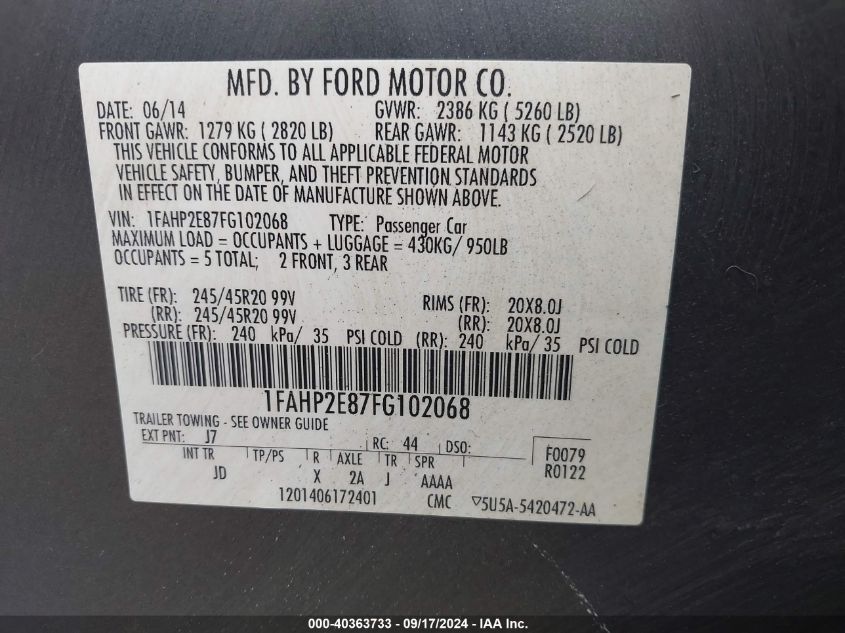 MFD. BY FORD MOTOR CO.
DATE: 06/14 GVWR: 2386 KG ( 5260 LB)
FRONT GAWR: 1279 KG ( 2820 LB) REAR GAWR: 1143 KG ( 2520 LB)
THIS VEHICLE CONFORMS TO ALL APPLICABLE FEDERAL MOTOR
VEHICLE SAFETY, BUMPER, AND THEFT PREVENTION STANDARDS
IN EFFECT ON THE DATE OF MANUFACTURE SHOWN ABOVE.
VIN: 1FAHP2E87FG102068 TYPE: Passenger Car
MAXIMUM LOAD = OCCUPANTS + LUGGAGE = 430KG/ 950LB
OCCUPANTS = 5 TOTAL; 2 FRONT, 3 REAR
TIRE (FR): 245/45R20 99V RIMS (FR): 20X8.0J
(RR): 245/45R20 99V (RR): 20X8.0J
PRESSURE (FR): 240 kPa/ 35 PSI COLD (RR): 240 kPa/ 35 PSI COLD
1FAHP2E87FG102068
TRAILER TOWING - SEE OWNER GUIDE
EXT PNT: J7 RC: 44 DSO: F0079
INT TR TP/PS R AXLE TR SPR R0122
JD X 2A J AAAA
1201406172401 CMC ▽5U5A-5420472-AA
000-40363733 - 09/17/2024 - IAA Inc.